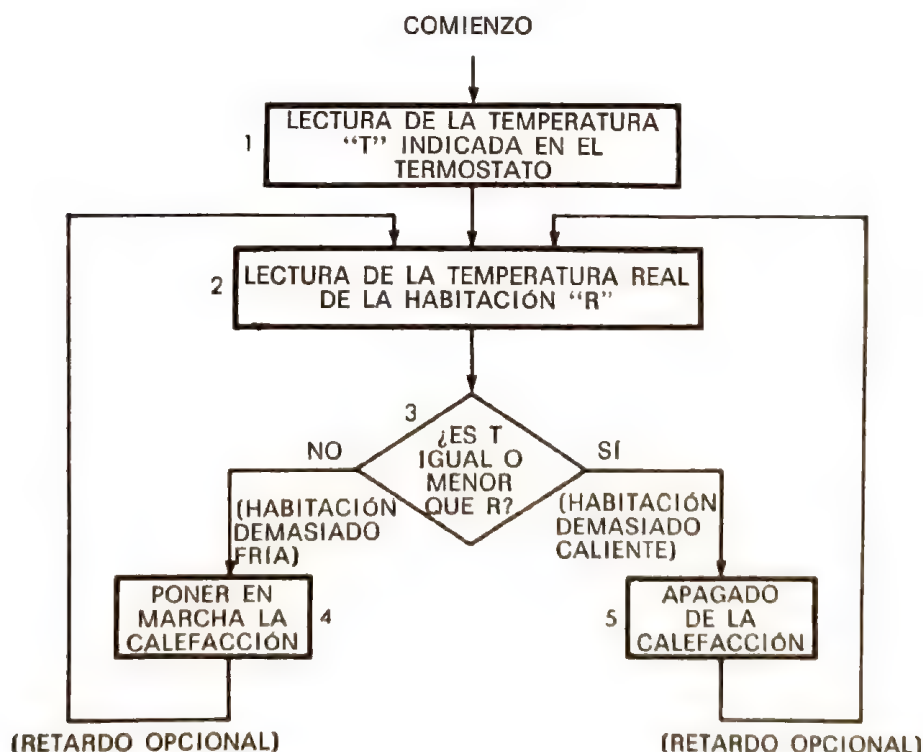 COMIENZO
1
LECTURA DE LA TEMPERATURA
“T” INDICADA EN EL
TERMOSTATO
2
LECTURA DE LA TEMPERATURA REAL
DE LA HABITACIÓN “R”
3
¿ES T
IGUAL O
MENOR
QUE R?
NO
(HABITACIÓN
DEMASIADO
FRÍA)
SÍ
(HABITACIÓN
DEMASIADO
CALIENTE)
PONER EN
MARCHA LA
CALEFACCIÓN
4
5
APAGADO
DE LA
CALEFACCIÓN
(RETARDO OPCIONAL)
(RETARDO OPCIONAL)